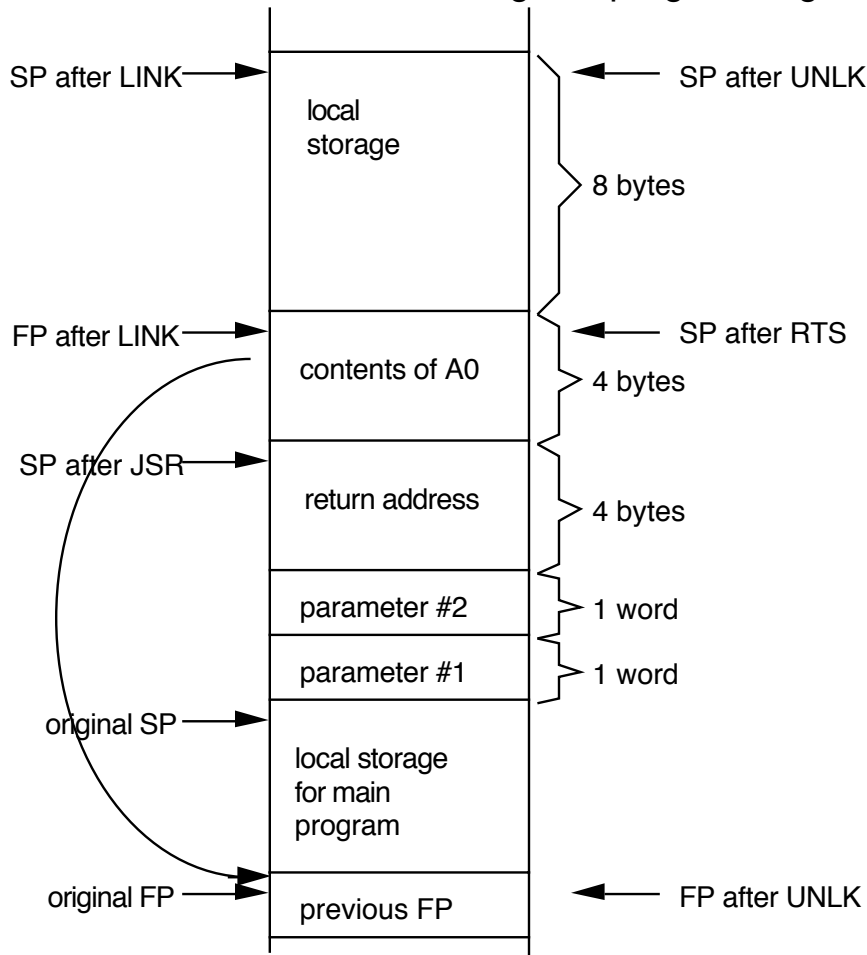 SP after LINK
SP after UNLK
local
storage
8 bytes
FP after LINK
SP after RTS
contents of A0
4 bytes
SP after JSR
return address
4 bytes
parameter #2
1 word
parameter #1
1 word
original SP
local storage
for main
program
original FP
previous FP
FP after UNLK